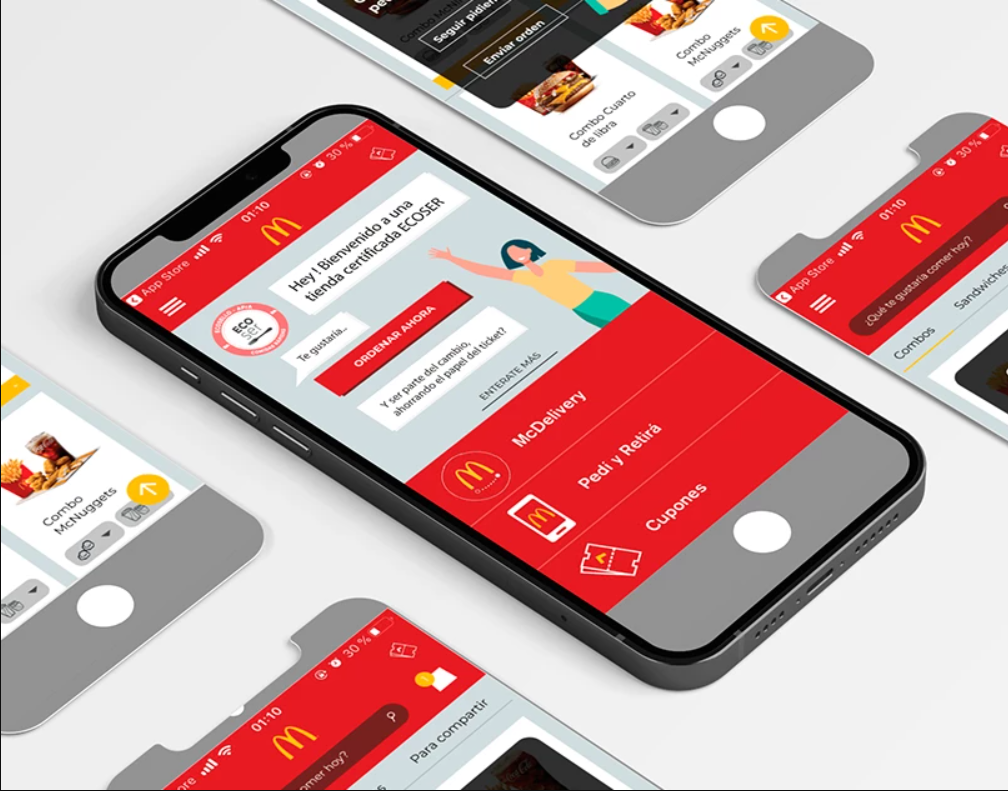 Seguir pidien
Enviar orden
Combo Cuarto
de libra
Combo
McNuggets
App Store
01:10
30 %
Hey ! Bienvenido a una
tienda certificada ECOSER
ECO
ser
Te gustaría...
ORDENAR AHORA
Y ser parte del cambio,
ahorrando el papel del ticket?
ENTERATE MÁS
McDelivery
Pedí y Retirá
Cupones
App Store
01:10
30 %
¿Qué te gustaría comer hoy?
Combos
Sandwiches
Combo
McNuggets
ore
01:10
30 %
comer hoy?
Para compartir